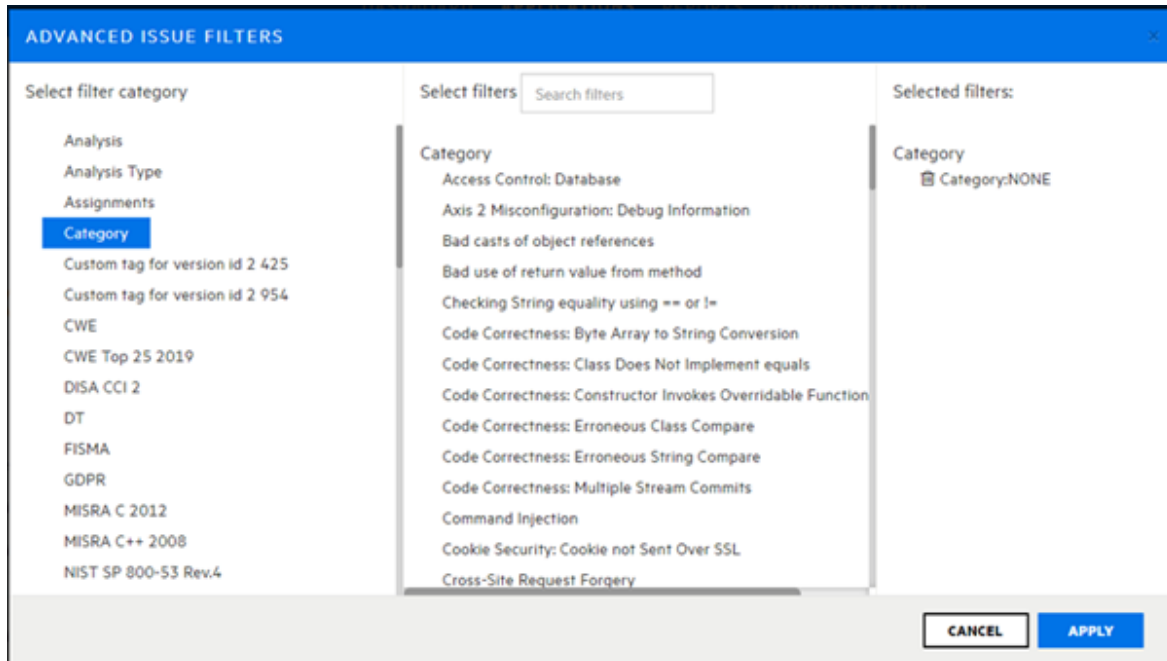 ADVANCED ISSUE FILTERS
×
Select filter category
Analysis
Analysis Type
Assignments
Category
Custom tag for version id 2 425
Custom tag for version id 2 954
CWE
CWE Top 25 2019
DISA CCI 2
DT
FISMA
GDPR
MISRA C 2012
MISRA C++ 2008
NIST SP 800-53 Rev.4
Select filters
Search filters
Category
Access Control: Database
Axis 2 Misconfiguration: Debug Information
Bad casts of object references
Bad use of return value from method
Checking String equality using == or !=
Code Correctness: Byte Array to String Conversion
Code Correctness: Class Does Not Implement equals
Code Correctness: Constructor Invokes Overridable Function
Code Correctness: Erroneous Class Compare
Code Correctness: Erroneous String Compare
Code Correctness: Multiple Stream Commits
Command Injection
Cookie Security: Cookie not Sent Over SSL
Cross-Site Request Forgery
Selected filters:
Category
Category:NONE
CANCEL
APPLY